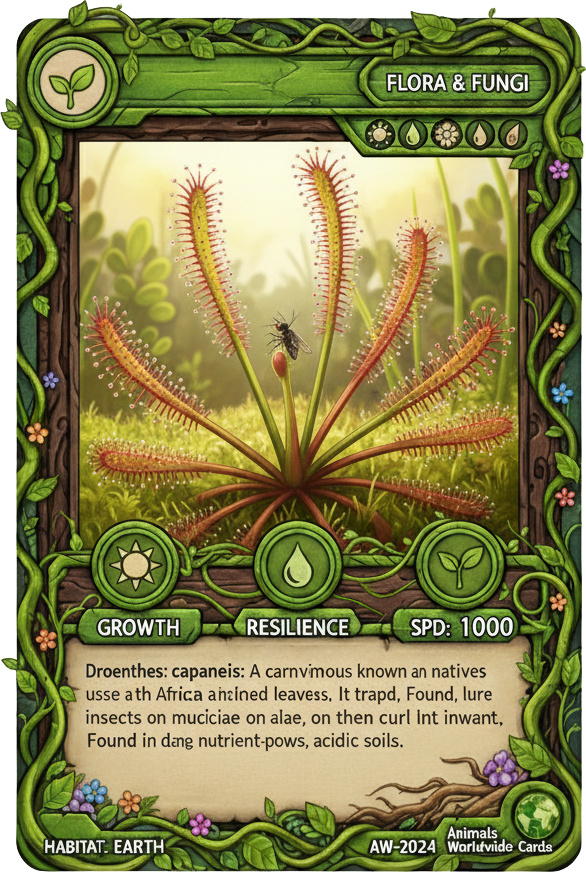 FLORA & FUNGI
GROWTH
RESILIENCE
SPD: 1000
Droenthes: capaneis: A carnvimous known an natives
usse a th Africa ahined leavess. It trapd, Found, lure
insects on muciciae on alae, on then curl Int inwant,
Found in dang nutrient-pows, acidic soils.
HABITAT. EARTH
AW-2024
Animals
Worldwide Cards